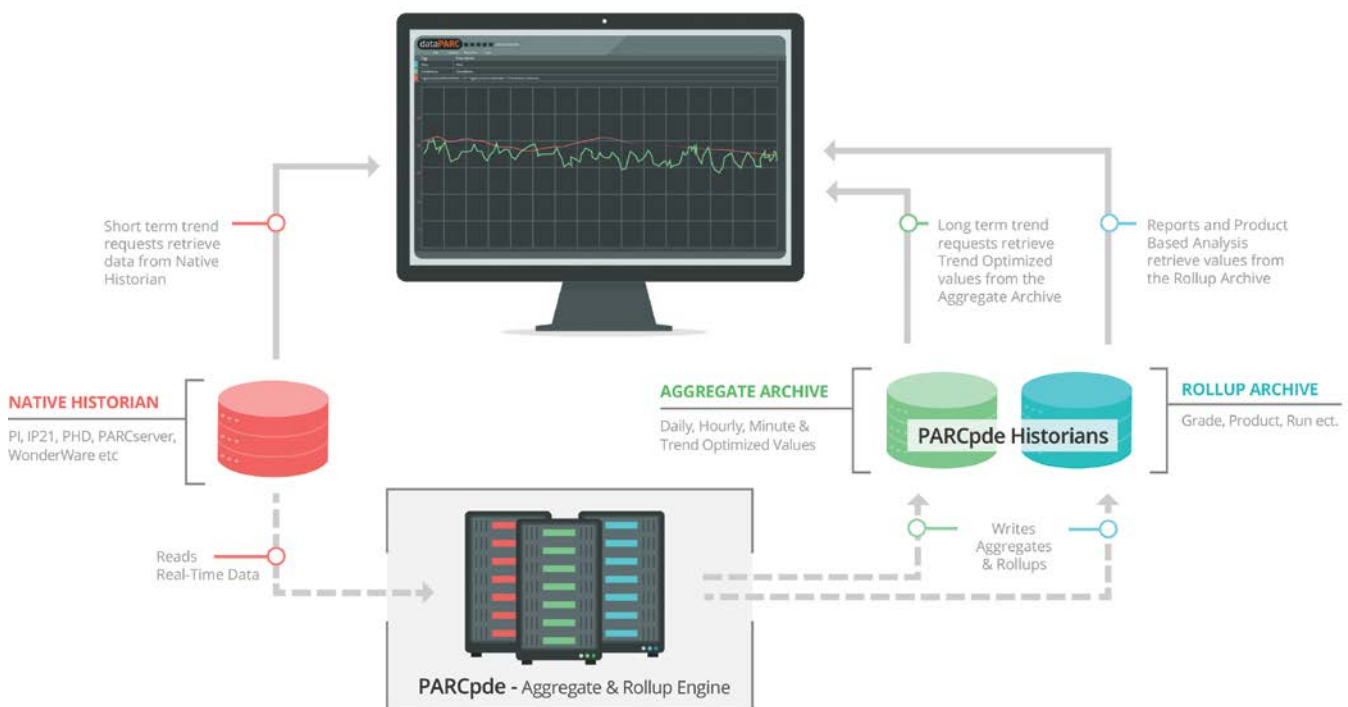 dataPARC
Short term trend
requests retrieve
data from Native
Historian
Long term trend
requests retrieve
Trend Optimized
values from the
Aggregate Archive
Reports and Product
Based Analysis
retrieve values from
the Rollup Archive
NATIVE HISTORIAN
PI, IP21, PHD, PARCserver,
WonderWare etc
AGGREGATE ARCHIVE
Daily, Hourly, Minute &
Trend Optimized Values
PARCpde Historians
ROLLUP ARCHIVE
Grade, Product, Run ect.
Reads
Real-Time Data
Writes
Aggregates
& Rollups
PARCpde - Aggregate & Rollup Engine